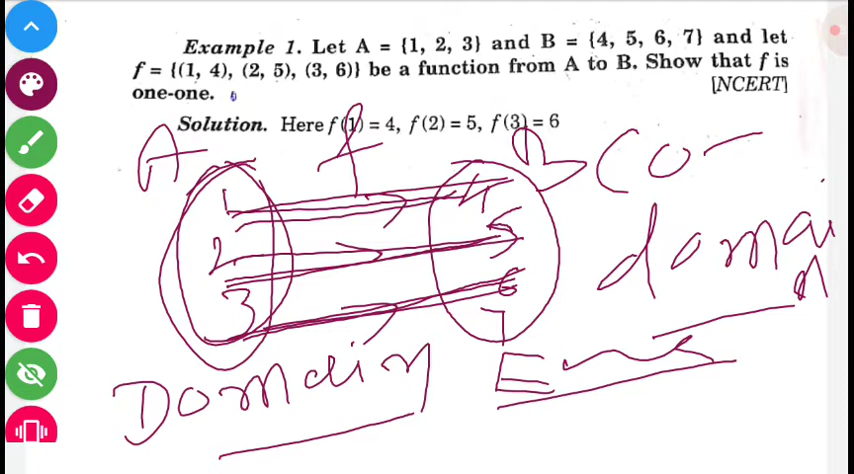 Example 1. Let A = {1, 2, 3} and B = {4, 5, 6, 7} and let
f = {(1, 4), (2, 5), (3, 6)} be a function from A to B. Show that f is
one-one. [NCERT]
Solution. Here f (1) = 4, f (2) = 5, f (3) = 6
A f B Co-
domain
1 4
2 5
3 6
7
Domain